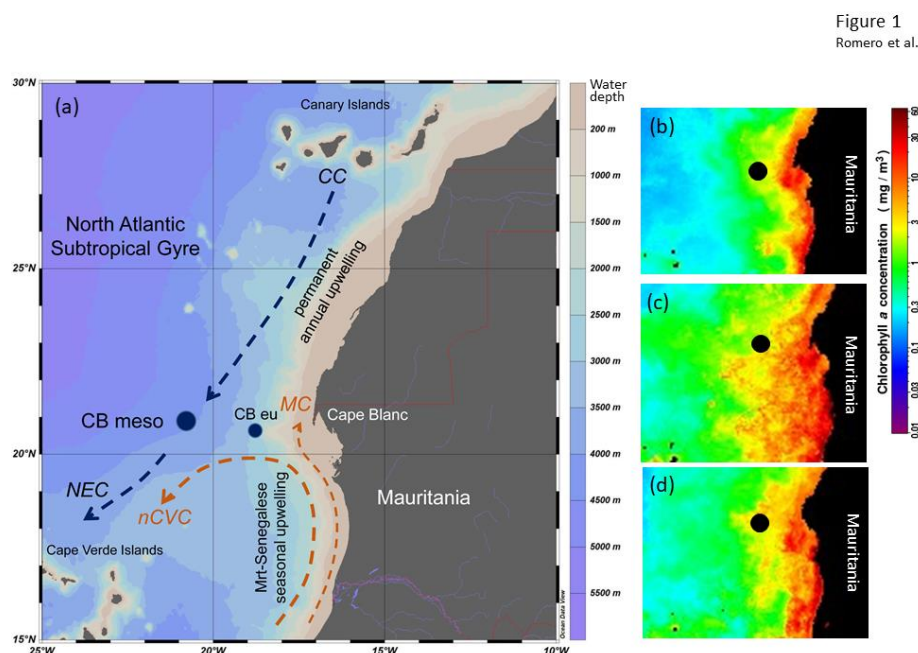 Figure 1
Romero et al.
30°N
(a)
Canary Islands
CC
North Atlantic
Subtropical Gyre
25°N
permanent
annual upwelling
CB meso
CB eu
MC
Cape Blanc
20°N
NEC
nCVC
Mrt-Senegalese
seasonal upwelling
Mauritania
Cape Verde Islands
15°N
25°W
20°W
15°W
10°W
Ocean Data View
Water
depth
200 m
1000 m
1500 m
2000 m
2500 m
3000 m
3500 m
4000 m
4500 m
5000 m
5500 m
(b)
Mauritania
(c)
Mauritania
(d)
Mauritania
Chlorophyll a concentration ( mg / m³ )
60
30
10
3
1
0.3
0.1
0.03
0.01